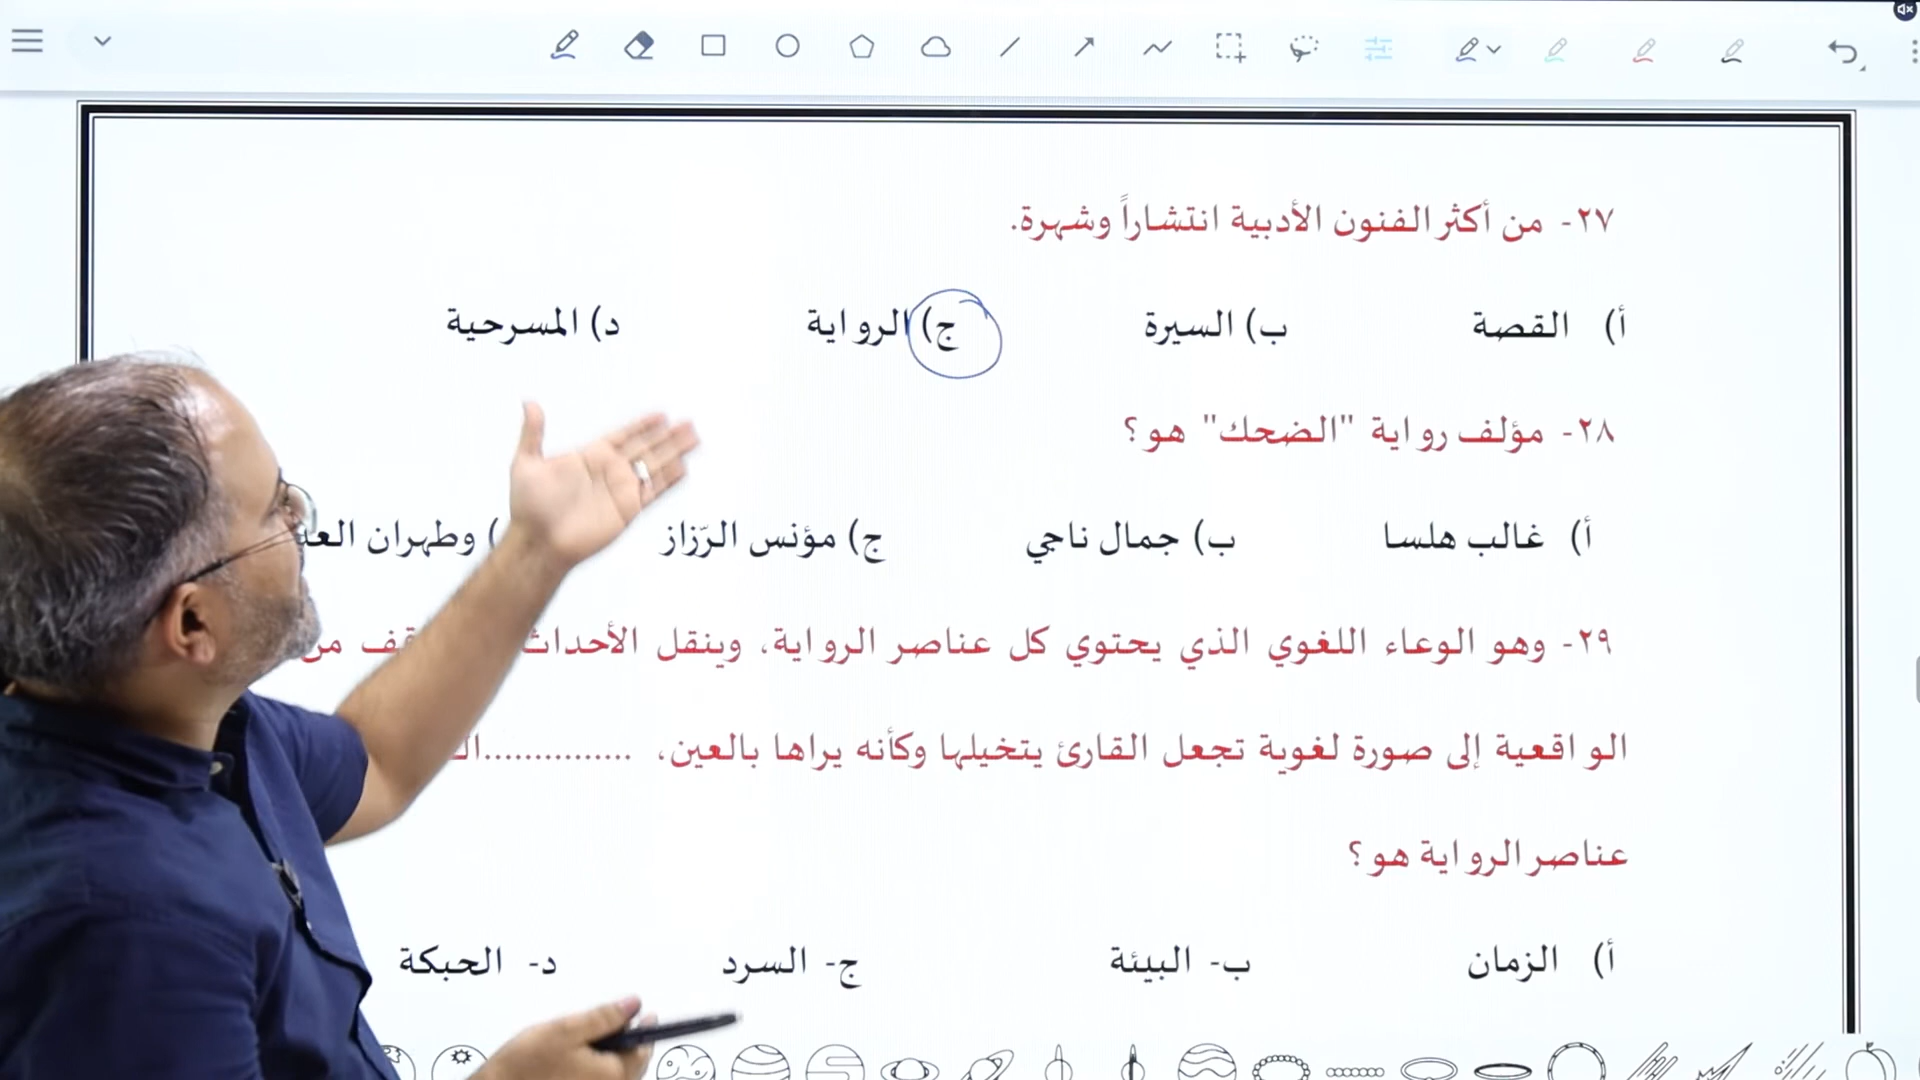 ٢٧- من أكثر الفنون الأدبية انتشاراً وشهرة.
أ) القصة ب) السيرة ج) الرواية د) المسرحية
٢٨- مؤلف رواية "الضحك" هو؟
أ) غالب هلسا ب) جمال ناجي ج) مؤنس الرّزاز ) وطهران
٢٩- وهو الوعاء اللغوي الذي يحتوي كل عناصر الرواية، وينقل الأحداث من
الواقعية إلى صورة لغوية تجعل القارئ يتخيلها وكأنه يراها بالعين، ...............
عناصر الرواية هو؟
أ) الزمان ب- البيئة ج- السرد د- الحبكة